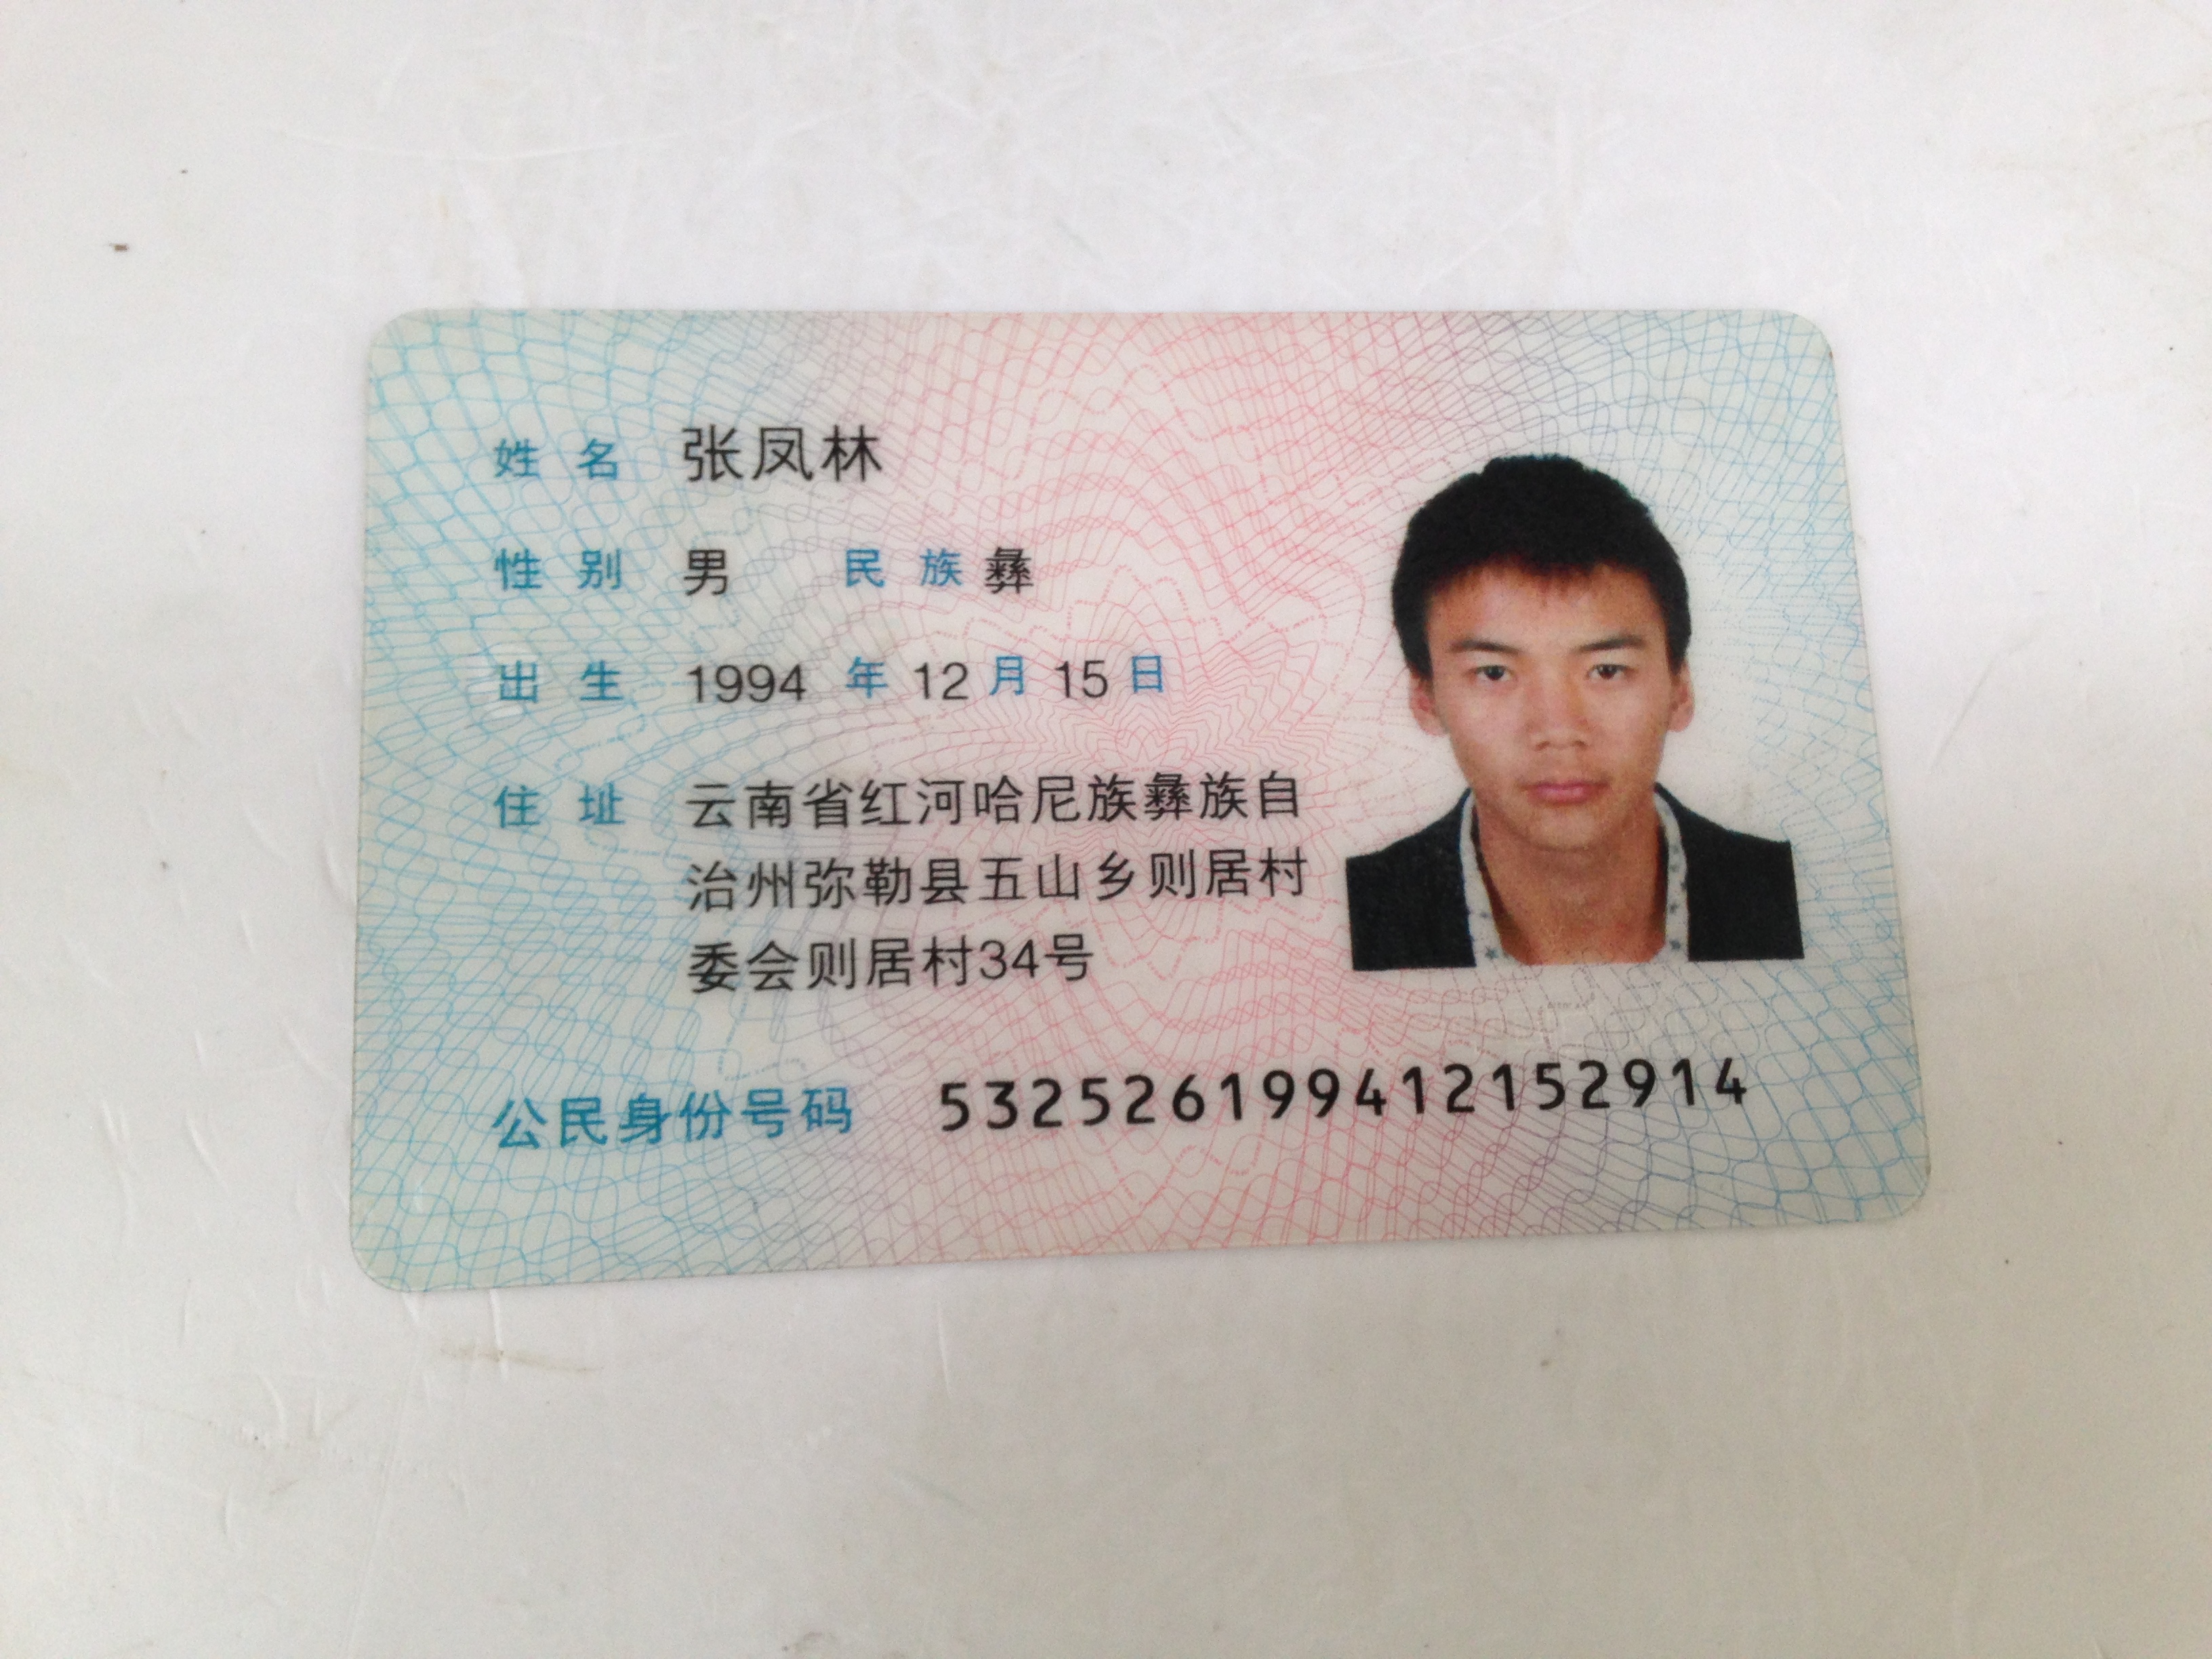 姓名 张凤林
性别 男 民族 彝
出生 1994 年 12 月 15 日
住址 云南省红河哈尼族彝族自
治州弥勒县五山乡则居村
委会则居村34号
公民身份号码 532526199412152914